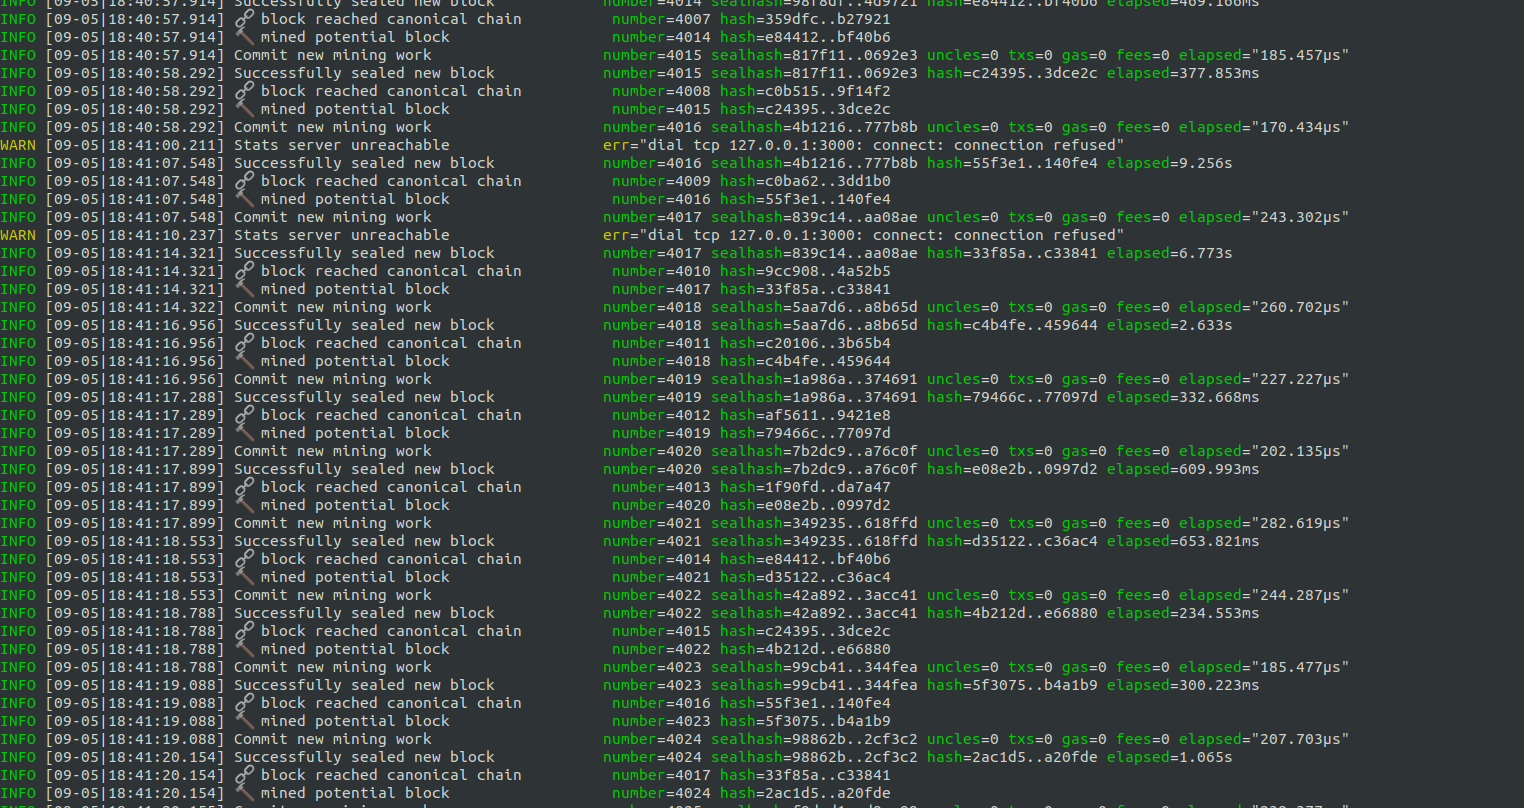 INFO [09-05|18:40:57.914] Successfully sealed new block number=4014 sealhash=98f8df..4d9721 hash=e84412..bf40b6 elapsed=469.166ms
INFO [09-05|18:40:57.914] 🔗 block reached canonical chain number=4007 hash=359dfc..b27921
INFO [09-05|18:40:57.914] 🔨 mined potential block number=4014 hash=e84412..bf40b6
INFO [09-05|18:40:57.914] Commit new mining work number=4015 sealhash=817f11..0692e3 uncles=0 txs=0 gas=0 fees=0 elapsed="185.457µs"
INFO [09-05|18:40:58.292] Successfully sealed new block number=4015 sealhash=817f11..0692e3 hash=c24395..3dce2c elapsed=377.853ms
INFO [09-05|18:40:58.292] 🔗 block reached canonical chain number=4008 hash=c0b515..9f14f2
INFO [09-05|18:40:58.292] 🔨 mined potential block number=4015 hash=c24395..3dce2c
INFO [09-05|18:40:58.292] Commit new mining work number=4016 sealhash=4b1216..777b8b uncles=0 txs=0 gas=0 fees=0 elapsed="170.434µs"
WARN [09-05|18:41:00.211] Stats server unreachable err="dial tcp 127.0.0.1:3000: connect: connection refused"
INFO [09-05|18:41:07.548] Successfully sealed new block number=4016 sealhash=4b1216..777b8b hash=55f3e1..140fe4 elapsed=9.256s
INFO [09-05|18:41:07.548] 🔗 block reached canonical chain number=4009 hash=c0ba62..3dd1b0
INFO [09-05|18:41:07.548] 🔨 mined potential block number=4016 hash=55f3e1..140fe4
INFO [09-05|18:41:07.548] Commit new mining work number=4017 sealhash=839c14..aa08ae uncles=0 txs=0 gas=0 fees=0 elapsed="243.302µs"
WARN [09-05|18:41:10.237] Stats server unreachable err="dial tcp 127.0.0.1:3000: connect: connection refused"
INFO [09-05|18:41:14.321] Successfully sealed new block number=4017 sealhash=839c14..aa08ae hash=33f85a..c33841 elapsed=6.773s
INFO [09-05|18:41:14.321] 🔗 block reached canonical chain number=4010 hash=9cc908..4a52b5
INFO [09-05|18:41:14.321] 🔨 mined potential block number=4017 hash=33f85a..c33841
INFO [09-05|18:41:14.322] Commit new mining work number=4018 sealhash=5aa7d6..a8b65d uncles=0 txs=0 gas=0 fees=0 elapsed="260.702µs"
INFO [09-05|18:41:16.956] Successfully sealed new block number=4018 sealhash=5aa7d6..a8b65d hash=c4b4fe..459644 elapsed=2.633s
INFO [09-05|18:41:16.956] 🔗 block reached canonical chain number=4011 hash=c20106..3b65b4
INFO [09-05|18:41:16.956] 🔨 mined potential block number=4018 hash=c4b4fe..459644
INFO [09-05|18:41:16.956] Commit new mining work number=4019 sealhash=1a986a..374691 uncles=0 txs=0 gas=0 fees=0 elapsed="227.227µs"
INFO [09-05|18:41:17.288] Successfully sealed new block number=4019 sealhash=1a986a..374691 hash=79466c..77097d elapsed=332.668ms
INFO [09-05|18:41:17.289] 🔗 block reached canonical chain number=4012 hash=af5611..9421e8
INFO [09-05|18:41:17.289] 🔨 mined potential block number=4019 hash=79466c..77097d
INFO [09-05|18:41:17.289] Commit new mining work number=4020 sealhash=7b2dc9..a76c0f uncles=0 txs=0 gas=0 fees=0 elapsed="202.135µs"
INFO [09-05|18:41:17.899] Successfully sealed new block number=4020 sealhash=7b2dc9..a76c0f hash=e08e2b..0997d2 elapsed=609.993ms
INFO [09-05|18:41:17.899] 🔗 block reached canonical chain number=4013 hash=1f90fd..da7a47
INFO [09-05|18:41:17.899] 🔨 mined potential block number=4020 hash=e08e2b..0997d2
INFO [09-05|18:41:17.899] Commit new mining work number=4021 sealhash=349235..618ffd uncles=0 txs=0 gas=0 fees=0 elapsed="282.619µs"
INFO [09-05|18:41:18.553] Successfully sealed new block number=4021 sealhash=349235..618ffd hash=d35122..c36ac4 elapsed=653.821ms
INFO [09-05|18:41:18.553] 🔗 block reached canonical chain number=4014 hash=e84412..bf40b6
INFO [09-05|18:41:18.553] 🔨 mined potential block number=4021 hash=d35122..c36ac4
INFO [09-05|18:41:18.553] Commit new mining work number=4022 sealhash=42a892..3acc41 uncles=0 txs=0 gas=0 fees=0 elapsed="244.287µs"
INFO [09-05|18:41:18.788] Successfully sealed new block number=4022 sealhash=42a892..3acc41 hash=4b212d..e66880 elapsed=234.553ms
INFO [09-05|18:41:18.788] 🔗 block reached canonical chain number=4015 hash=c24395..3dce2c
INFO [09-05|18:41:18.788] 🔨 mined potential block number=4022 hash=4b212d..e66880
INFO [09-05|18:41:18.788] Commit new mining work number=4023 sealhash=99cb41..344fea uncles=0 txs=0 gas=0 fees=0 elapsed="185.477µs"
INFO [09-05|18:41:19.088] Successfully sealed new block number=4023 sealhash=99cb41..344fea hash=5f3075..b4a1b9 elapsed=300.223ms
INFO [09-05|18:41:19.088] 🔗 block reached canonical chain number=4016 hash=55f3e1..140fe4
INFO [09-05|18:41:19.088] 🔨 mined potential block number=4023 hash=5f3075..b4a1b9
INFO [09-05|18:41:19.088] Commit new mining work number=4024 sealhash=98862b..2cf3c2 uncles=0 txs=0 gas=0 fees=0 elapsed="207.703µs"
INFO [09-05|18:41:20.154] Successfully sealed new block number=4024 sealhash=98862b..2cf3c2 hash=2ac1d5..a20fde elapsed=1.065s
INFO [09-05|18:41:20.154] 🔗 block reached canonical chain number=4017 hash=33f85a..c33841
INFO [09-05|18:41:20.154] 🔨 mined potential block number=4024 hash=2ac1d5..a20fde